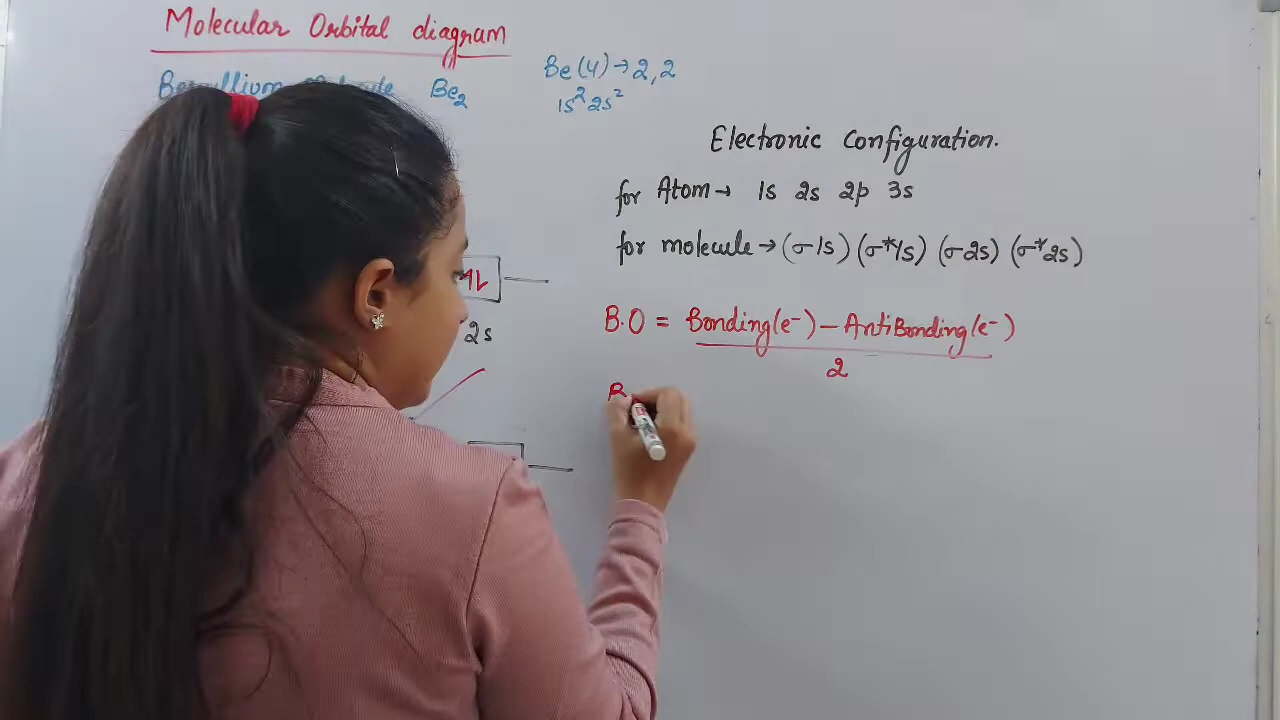 Molecular Orbital diagram
Be2
Be(4)→2,2
1s² 2s²
Electronic Configuration.
for Atom→ 1s 2s 2p 3s
for molecule→(σ1s) (σ*1s) (σ2s) (σ*2s)
1L
2s
B.O = Bonding(e⁻) – AntiBonding(e⁻)
2
B